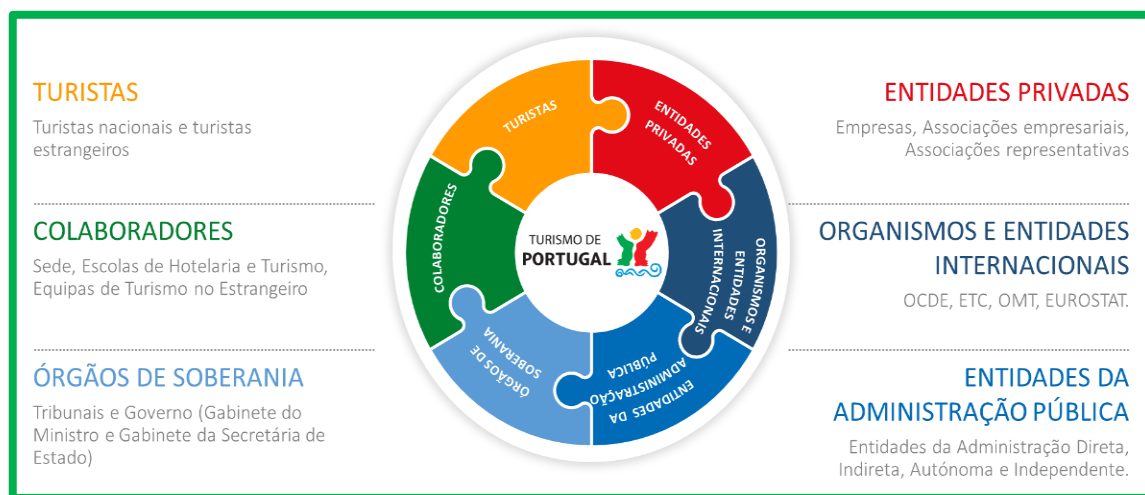 TURISTAS
Turistas nacionais e turistas
estrangeiros
COLABORADORES
Sede, Escolas de Hotelaria e Turismo,
Equipas de Turismo no Estrangeiro
ÓRGÃOS DE SOBERANIA
Tribunais e Governo (Gabinete do
Ministro e Gabinete da Secretária de
Estado)
TURISTAS
ENTIDADES
PRIVADAS
ORGANISMOS E
ENTIDADES
INTERNACIONAIS
ENTIDADES DA
ADMINISTRAÇÃO
PÚBLICA
ÓRGÃOS DE
SOBERANIA
COLABORADORES
TURISMO DE
PORTUGAL
ENTIDADES PRIVADAS
Empresas, Associações empresariais,
Associações representativas
ORGANISMOS E ENTIDADES
INTERNACIONAIS
OCDE, ETC, OMT, EUROSTAT.
ENTIDADES DA
ADMINISTRAÇÃO PÚBLICA
Entidades da Administração Direta,
Indireta, Autónoma e Independente.